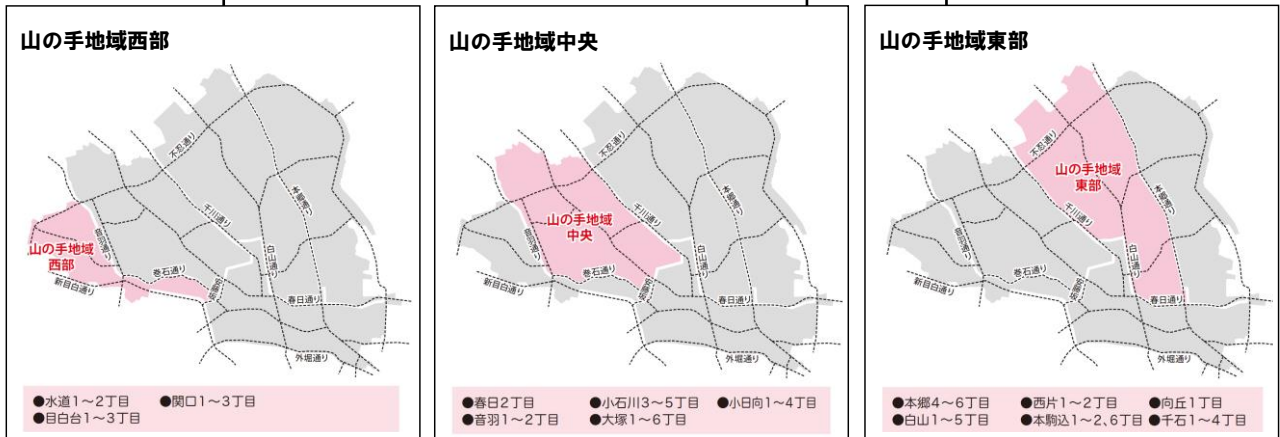 山の手地域西部
不忍通り
本郷通り
千川通り
音羽通り
白山通り
山の手地域
西部
巻石通り
新目白通り
安藤坂
春日通り
外堀通り
●水道1～2丁目 ●関口1～3丁目
●目白台1～3丁目
山の手地域中央
不忍通り
本郷通り
千川通り
山の手地域
中央
音羽通り
白山通り
巻石通り
新目白通り
安藤坂
春日通り
外堀通り
●春日2丁目 ●小石川3～5丁目 ●小日向1～4丁目
●音羽1～2丁目 ●大塚1～6丁目
山の手地域東部
不忍通り
山の手地域
東部
本郷通り
千川通り
音羽通り
白山通り
巻石通り
新目白通り
安藤坂
春日通り
外堀通り
●本郷4～6丁目 ●西片1～2丁目 ●向丘1丁目
●白山1～5丁目 ●本駒込1～2、6丁目 ●千石1～4丁目